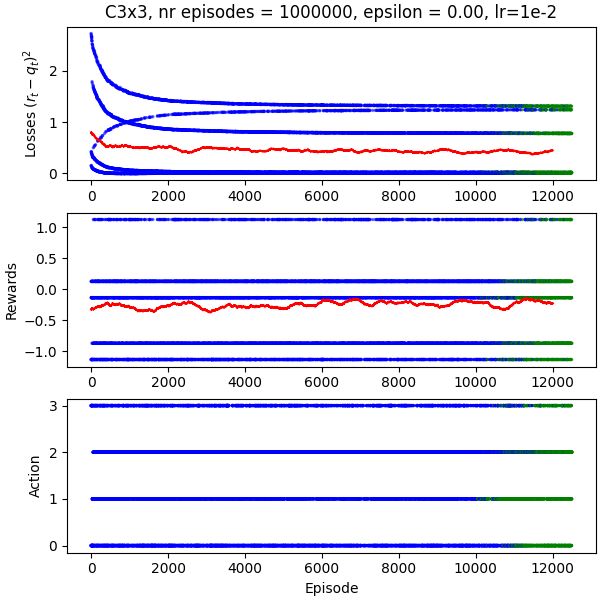 C3x3, nr episodes = 1000000, epsilon = 0.00, lr=1e-2
Losses $(r_t - q_t)^2$
2
1
0
0 2000 4000 6000 8000 10000 12000
Rewards
1.0
0.5
0.0
−0.5
−1.0
0 2000 4000 6000 8000 10000 12000
Action
3
2
1
0
0 2000 4000 6000 8000 10000 12000
Episode